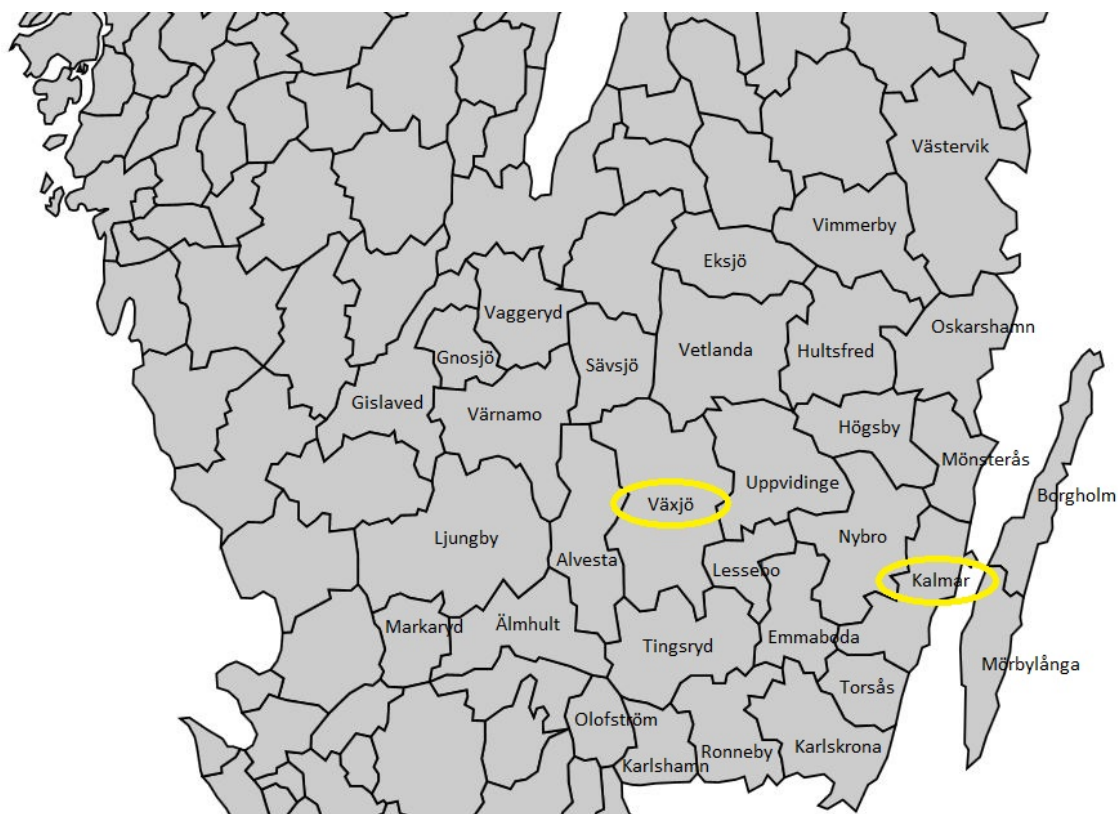 Västervik
Vimmerby
Eksjö
Vaggeryd
Oskarshamn
Gnosjö
Sävsjö
Vetlanda
Hultsfred
Gislaved
Värnamo
Högsby
Mönsterås
Uppvidinge
Borgholm
Växjö
Ljungby
Nybro
Alvesta
Lessebo
Kalmar
Markaryd
Älmhult
Tingsryd
Emmaboda
Mörbylånga
Torsås
Olofström
Karlshamn
Ronneby
Karlskrona